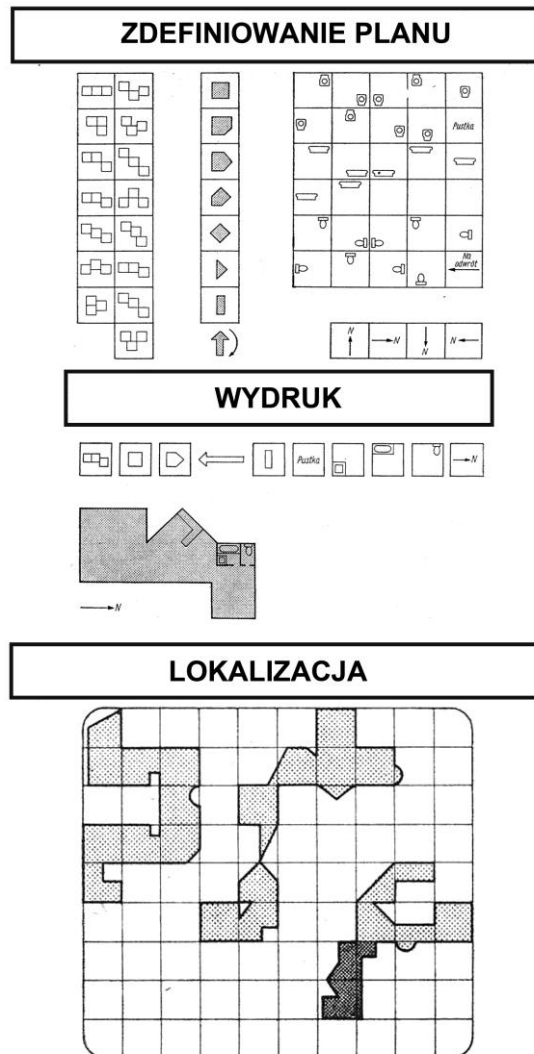 ZDEFINIOWANIE PLANU
Pustka
Na
odwrót
N N N N
WYDRUK
Pustka
N
N
LOKALIZACJA